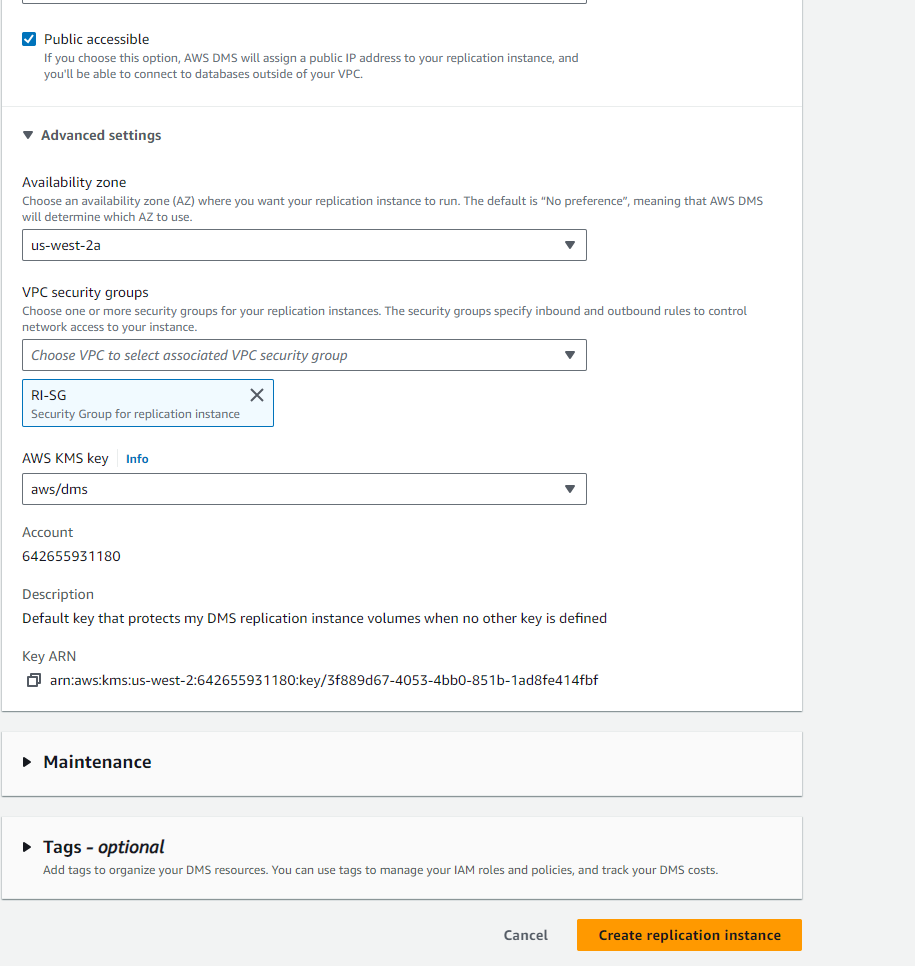 Public accessible
If you choose this option, AWS DMS will assign a public IP address to your replication instance, and
you'll be able to connect to databases outside of your VPC.
Advanced settings
Availability zone
Choose an availability zone (AZ) where you want your replication instance to run. The default is “No preference”, meaning that AWS DMS
will determine which AZ to use.
us-west-2a
VPC security groups
Choose one or more security groups for your replication instances. The security groups specify inbound and outbound rules to control
network access to your instance.
Choose VPC to select associated VPC security group
RI-SG
Security Group for replication instance
AWS KMS key Info
aws/dms
Account
642655931180
Description
Default key that protects my DMS replication instance volumes when no other key is defined
Key ARN
arn:aws:kms:us-west-2:642655931180:key/3f889d67-4053-4bb0-851b-1ad8fe414fbf
Maintenance
Tags - optional
Add tags to organize your DMS resources. You can use tags to manage your IAM roles and policies, and track your DMS costs.
Cancel Create replication instance